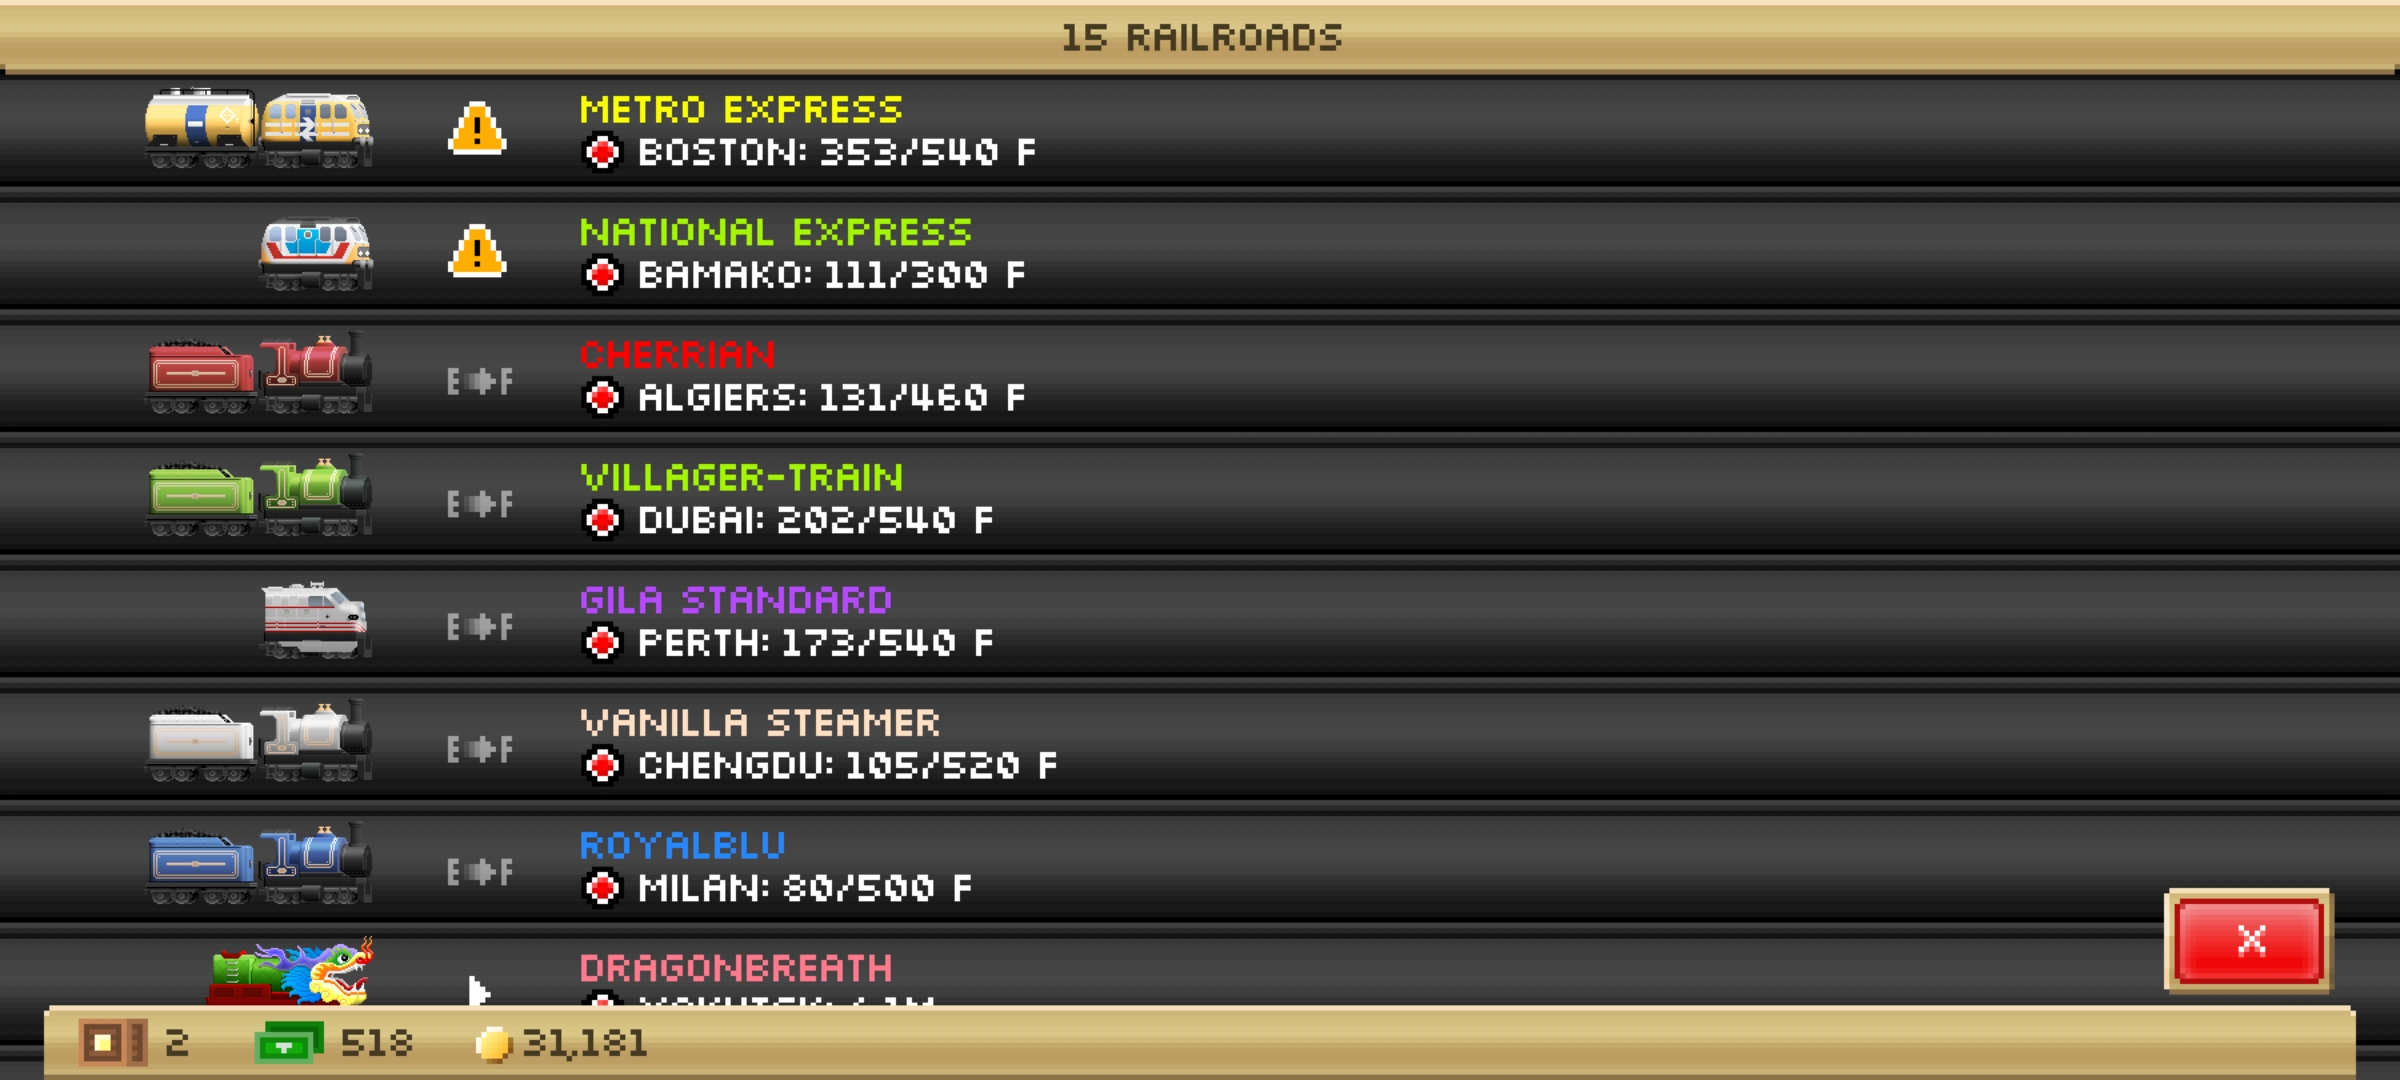 15 RAILROADS
METRO EXPRESS
BOSTON: 353/540 F
NATIONAL EXPRESS
BAMAKO: 111/300 F
E F
CHERRIAN
ALGIERS: 131/460 F
E F
VILLAGER-TRAIN
DUBAI: 202/540 F
E F
GILA STANDARD
PERTH: 173/540 F
E F
VANILLA STEAMER
CHENGDU: 105/520 F
E F
ROYALBLU
MILAN: 80/500 F
X
DRAGONBREATH
2 518 31,181